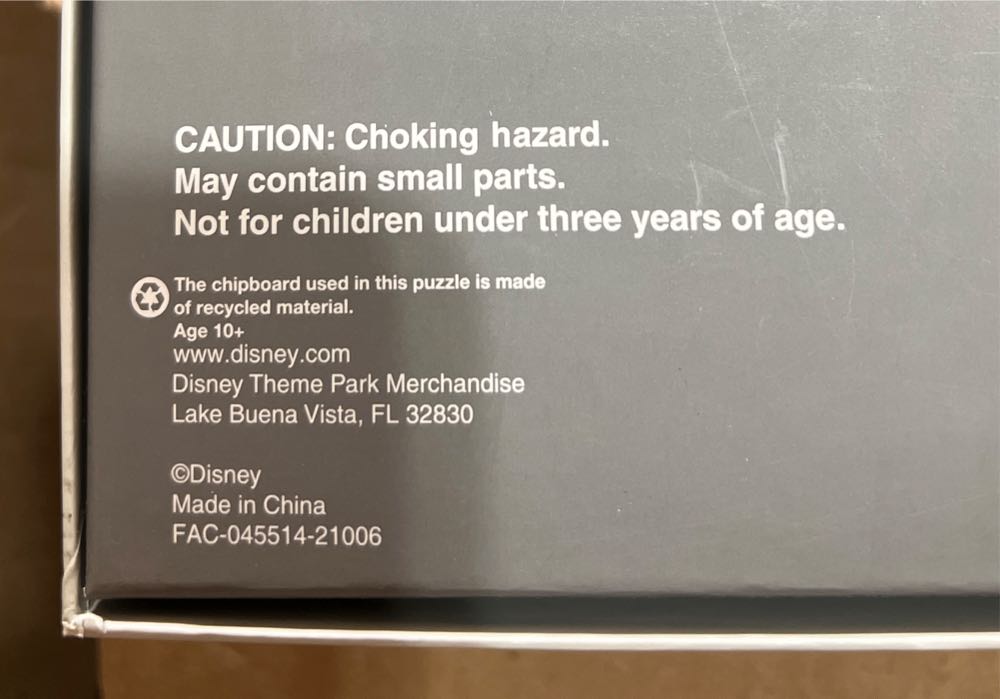 CAUTION: Choking hazard.
May contain small parts.
Not for children under three years of age.
The chipboard used in this puzzle is made
of recycled material.
Age 10+
www.disney.com
Disney Theme Park Merchandise
Lake Buena Vista, FL 32830
©Disney
Made in China
FAC-045514-21006